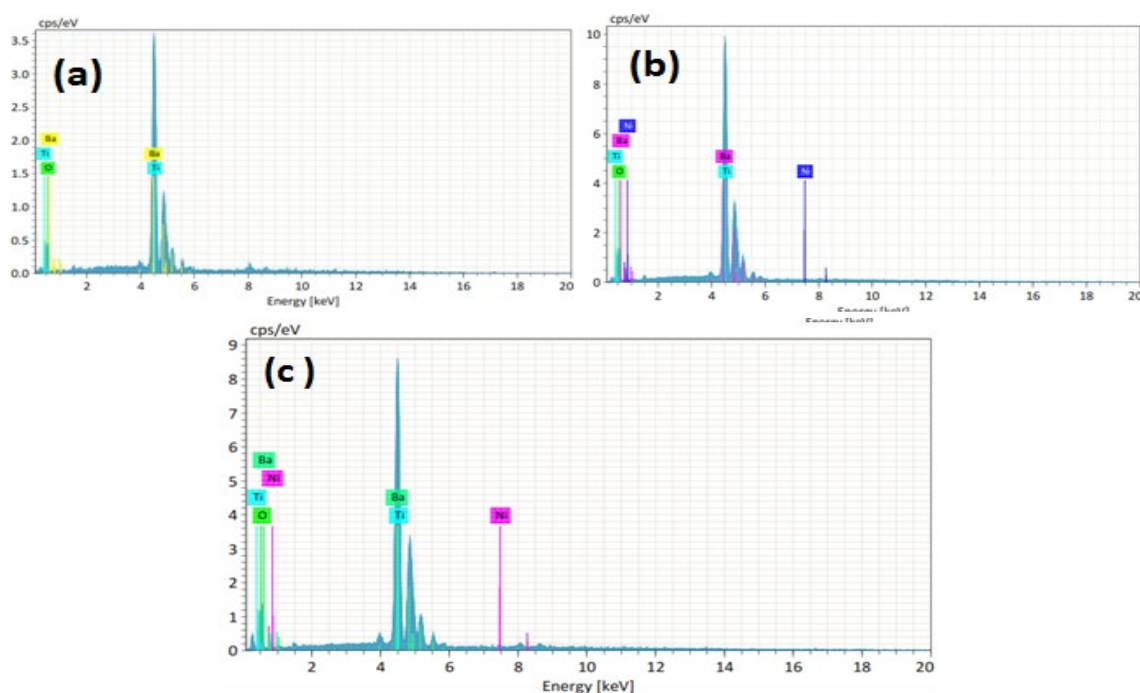 cps/eV
3.5
3.0
2.5
2.0
1.5
1.0
0.5
0.0
(a)
Ba
Ti
O
Ba
Ti
2 4 6 8 10 12 14 16 18 20
Energy [keV]
cps/eV
10
8
6
4
2
0
(b)
Ni
Ba
Ti
O
Ba
Ti
Ni
2 4 6 8 10 12 14 16 18 20
Energy [keV]
Energy [keV]
cps/eV
9
8
7
6
5
4
3
2
1
0
(c )
Ba
Ni
Ti
O
Ba
Ti
Ni
2 4 6 8 10 12 14 16 18 20
Energy [keV]